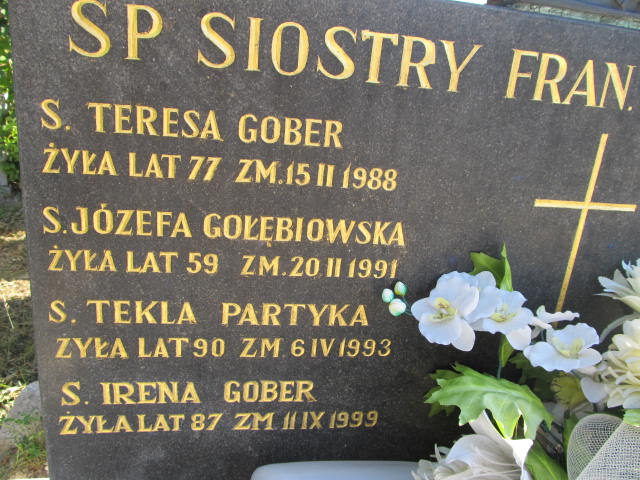 SP SIOSTRY FRAN.
S. TERESA GOBER
ŻYŁA LAT 77 ZM.15 II 1988
S. JÓZEFA GOŁĘBIOWSKA
ŻYŁA LAT 59 ZM.20 II 1991
S. TEKLA PARTYKA
ŻYŁA LAT 90 ZM 6 IV 1993
S. IRENA GOBER
ŻYŁA LAT 87 ZM 11 IX 1999